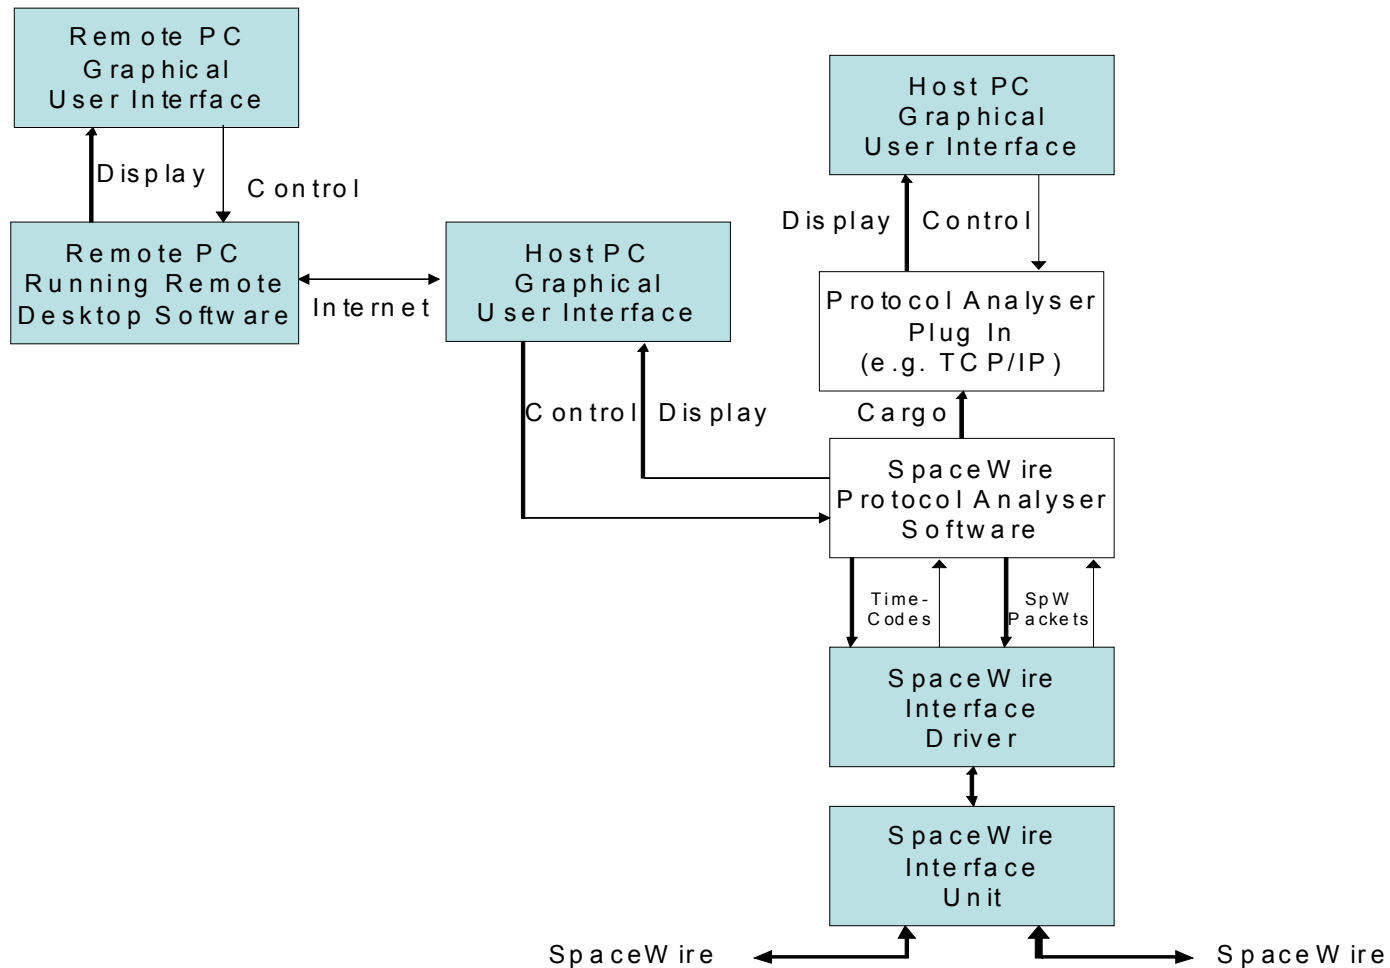 Remote PC
Graphical
User Interface
Display
Control
Remote PC
Running Remote
Desktop Software
Internet
Host PC
Graphical
User Interface
Control
Display
Host PC
Graphical
User Interface
Display
Control
Protocol Analyser
Plug In
(e.g. TCP/IP)
Cargo
SpaceWire
Protocol Analyser
Software
Time-
Codes
SpW
Packets
SpaceWire
Interface
Driver
SpaceWire
Interface
Unit
SpaceWire
SpaceWire